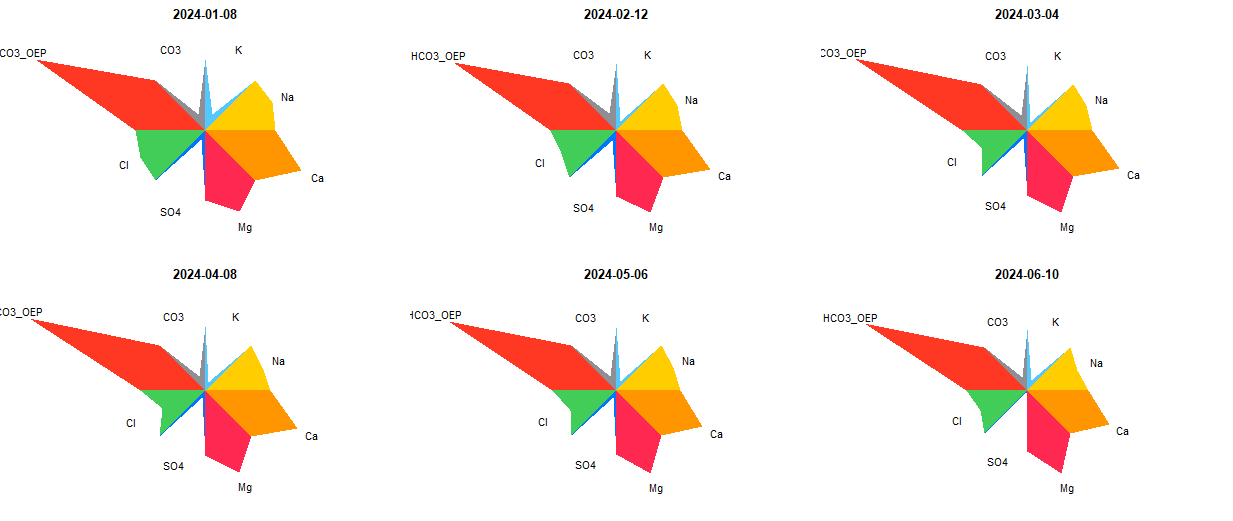 2024-01-08
2024-02-12
2024-03-04
CO3_OEP
CO3
K
Na
Ca
Mg
SO4
Cl
HCO3_OEP
CO3
K
Na
Ca
Mg
SO4
Cl
CO3_OEP
CO3
K
Na
Ca
Mg
SO4
Cl
2024-04-08
2024-05-06
2024-06-10
CO3_OEP
CO3
K
Na
Ca
Mg
SO4
Cl
HCO3_OEP
CO3
K
Na
Ca
Mg
SO4
Cl
HCO3_OEP
CO3
K
Na
Ca
Mg
SO4
Cl